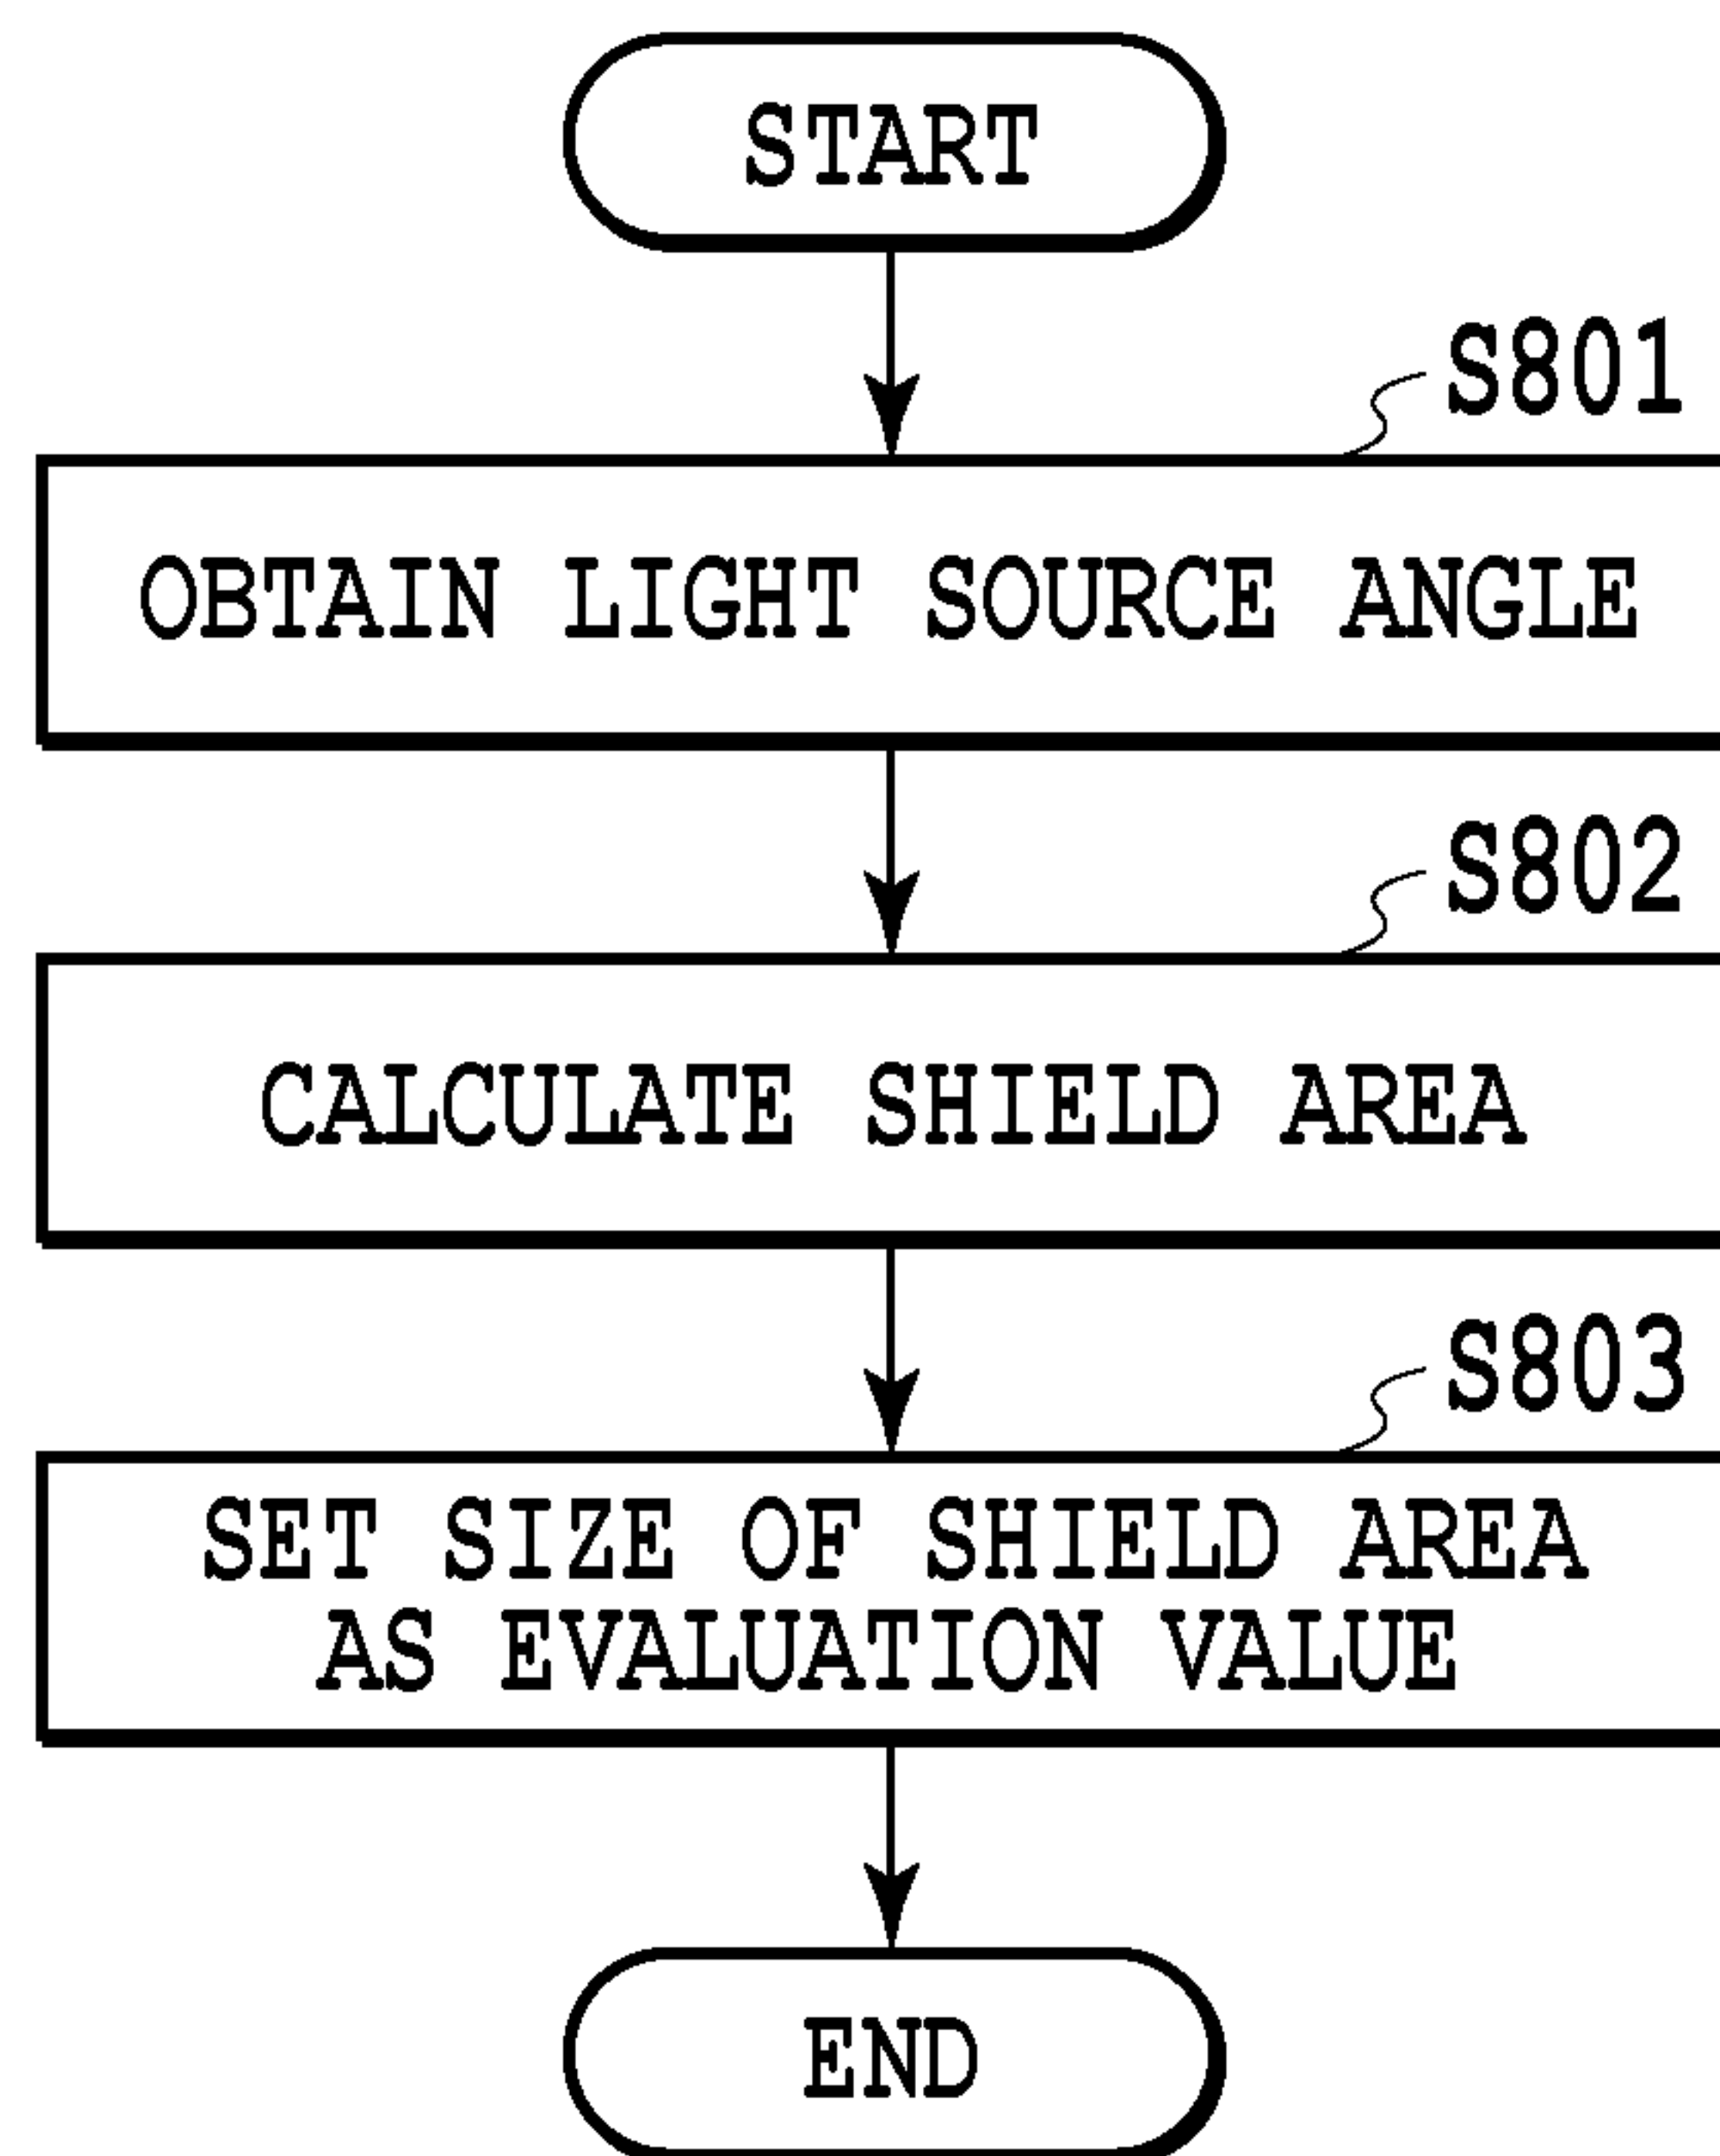 START
S801
OBTAIN LIGHT SOURCE ANGLE
S802
CALCULATE SHIELD AREA
S803
SET SIZE OF SHIELD AREA
AS EVALUATION VALUE
END